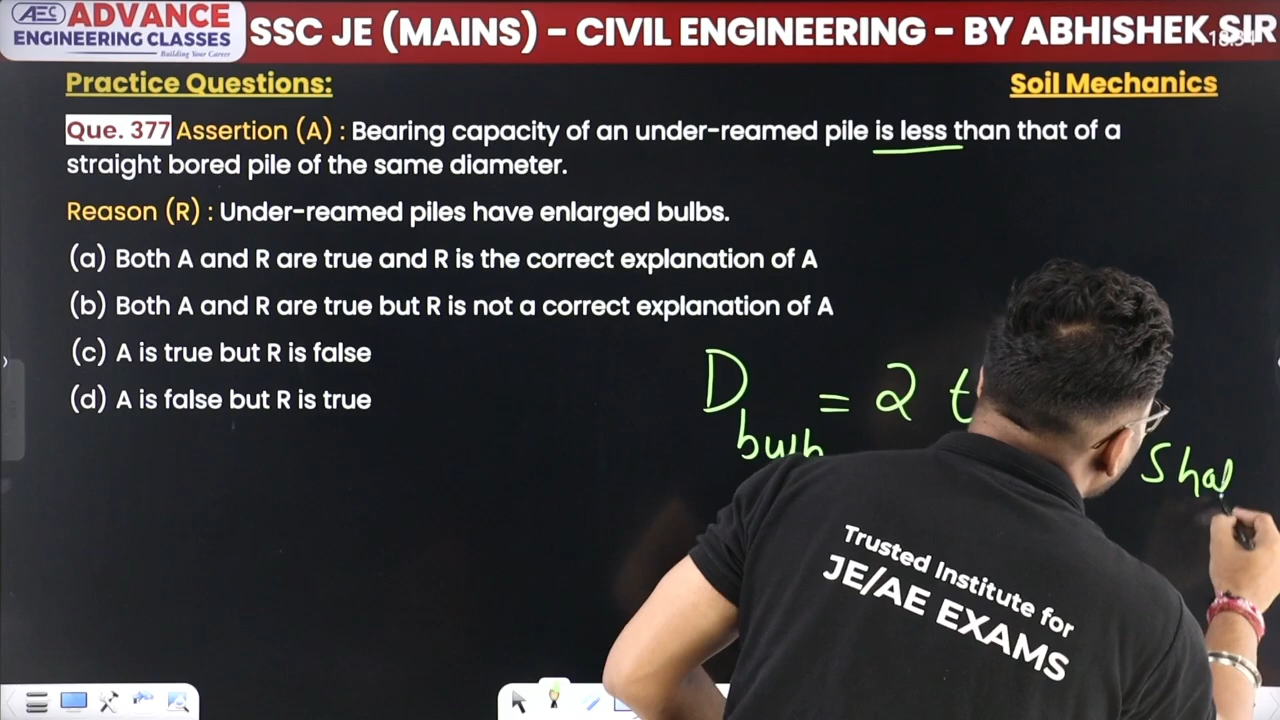 AEC ADVANCE
ENGINEERING CLASSES
Building Your Career
SSC JE (MAINS) – CIVIL ENGINEERING – BY ABHISHEK SIR
Practice Questions:
Soil Mechanics
Que. 377 Assertion (A) : Bearing capacity of an under-reamed pile is less than that of a
straight bored pile of the same diameter.
Reason (R) : Under-reamed piles have enlarged bulbs.
(a) Both A and R are true and R is the correct explanation of A
(b) Both A and R are true but R is not a correct explanation of A
(c) A is true but R is false
(d) A is false but R is true
D bulb = 2 t
Sha
Trusted Institute for
JE/AE EXAMS